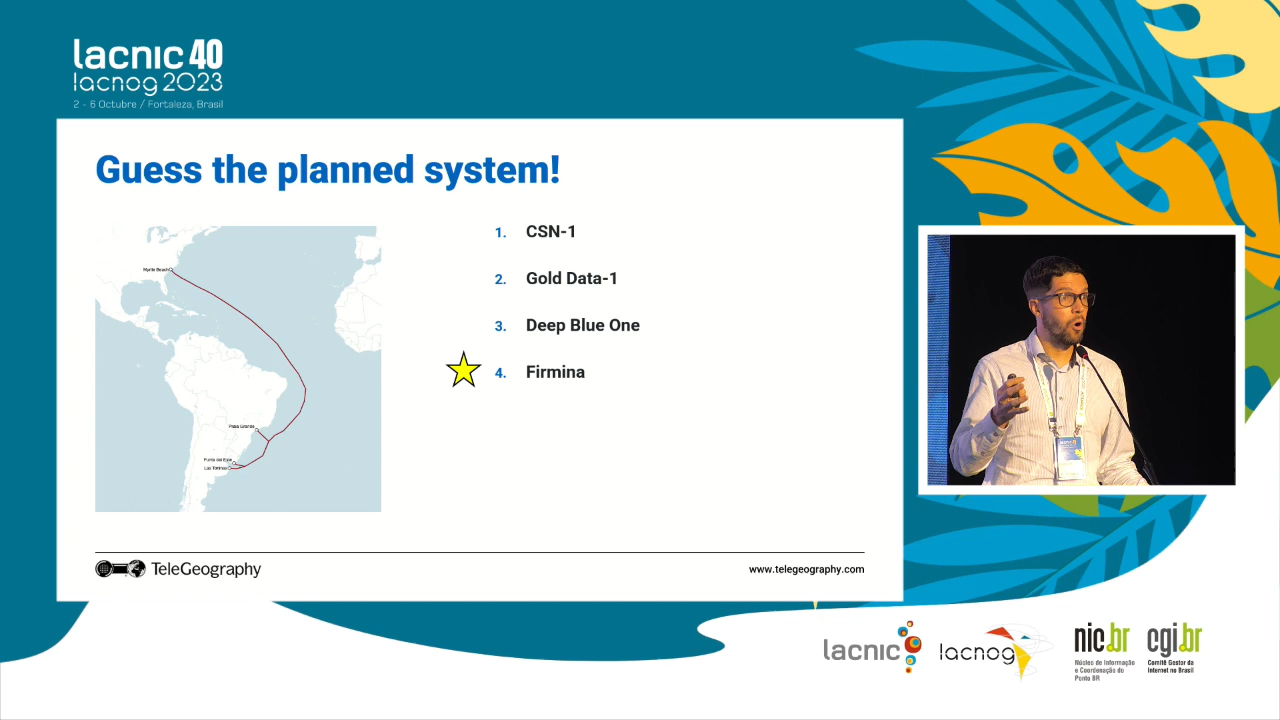 lacnic 40
lacnog 2023
2 - 6 Octubre / Fortaleza, Brasil
Guess the planned system!
Myrtle Beach
Praia Grande
Punta del Este
Las Toninas
1. CSN-1
2. Gold Data-1
3. Deep Blue One
4. Firmina
TeleGeography
www.telegeography.com
lacnic
lacnog
nic.br
Núcleo de Informação
e Coordenação do
Ponto BR
cgi.br
Comitê Gestor da
Internet no Brasil